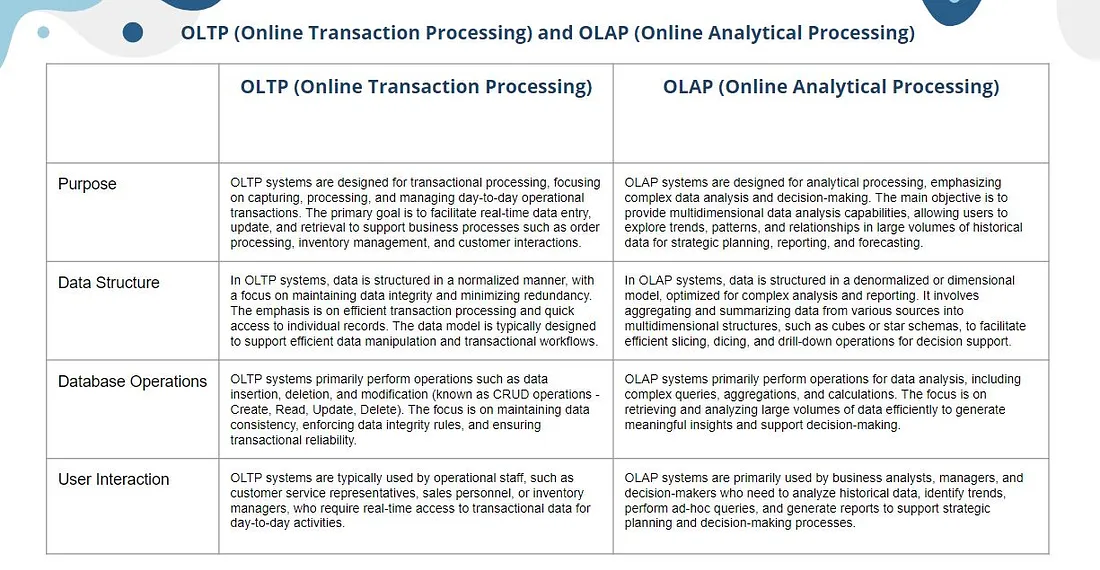 OLTP (Online Transaction Processing) and OLAP (Online Analytical Processing)
OLTP (Online Transaction Processing)
OLAP (Online Analytical Processing)
Purpose
OLTP systems are designed for transactional processing, focusing
on capturing, processing, and managing day-to-day operational
transactions. The primary goal is to facilitate real-time data entry,
update, and retrieval to support business processes such as order
processing, inventory management, and customer interactions.
OLAP systems are designed for analytical processing, emphasizing
complex data analysis and decision-making. The main objective is to
provide multidimensional data analysis capabilities, allowing users to
explore trends, patterns, and relationships in large volumes of historical
data for strategic planning, reporting, and forecasting.
Data Structure
In OLTP systems, data is structured in a normalized manner, with
a focus on maintaining data integrity and minimizing redundancy.
The emphasis is on efficient transaction processing and quick
access to individual records. The data model is typically designed
to support efficient data manipulation and transactional workflows.
In OLAP systems, data is structured in a denormalized or dimensional
model, optimized for complex analysis and reporting. It involves
aggregating and summarizing data from various sources into
multidimensional structures, such as cubes or star schemas, to facilitate
efficient slicing, dicing, and drill-down operations for decision support.
Database Operations
OLTP systems primarily perform operations such as data
insertion, deletion, and modification (known as CRUD operations -
Create, Read, Update, Delete). The focus is on maintaining data
consistency, enforcing data integrity rules, and ensuring
transactional reliability.
OLAP systems primarily perform operations for data analysis, including
complex queries, aggregations, and calculations. The focus is on
retrieving and analyzing large volumes of data efficiently to generate
meaningful insights and support decision-making.
User Interaction
OLTP systems are typically used by operational staff, such as
customer service representatives, sales personnel, or inventory
managers, who require real-time access to transactional data for
day-to-day activities.
OLAP systems are primarily used by business analysts, managers, and
decision-makers who need to analyze historical data, identify trends,
perform ad-hoc queries, and generate reports to support strategic
planning and decision-making processes.